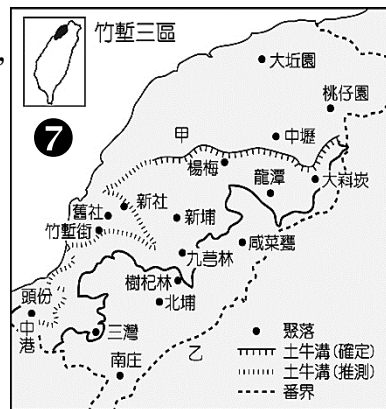 竹塹三區
,
7
大坵園
桃仔園
甲
中壢
楊梅
龍潭
大嵙崁
新社
舊社
新埔
竹塹街
咸菜甕
九芎林
樹杞林
頭份
北埔
中港
三灣
乙
南庄
聚落
土牛溝(確定)
土牛溝(推測)
番界